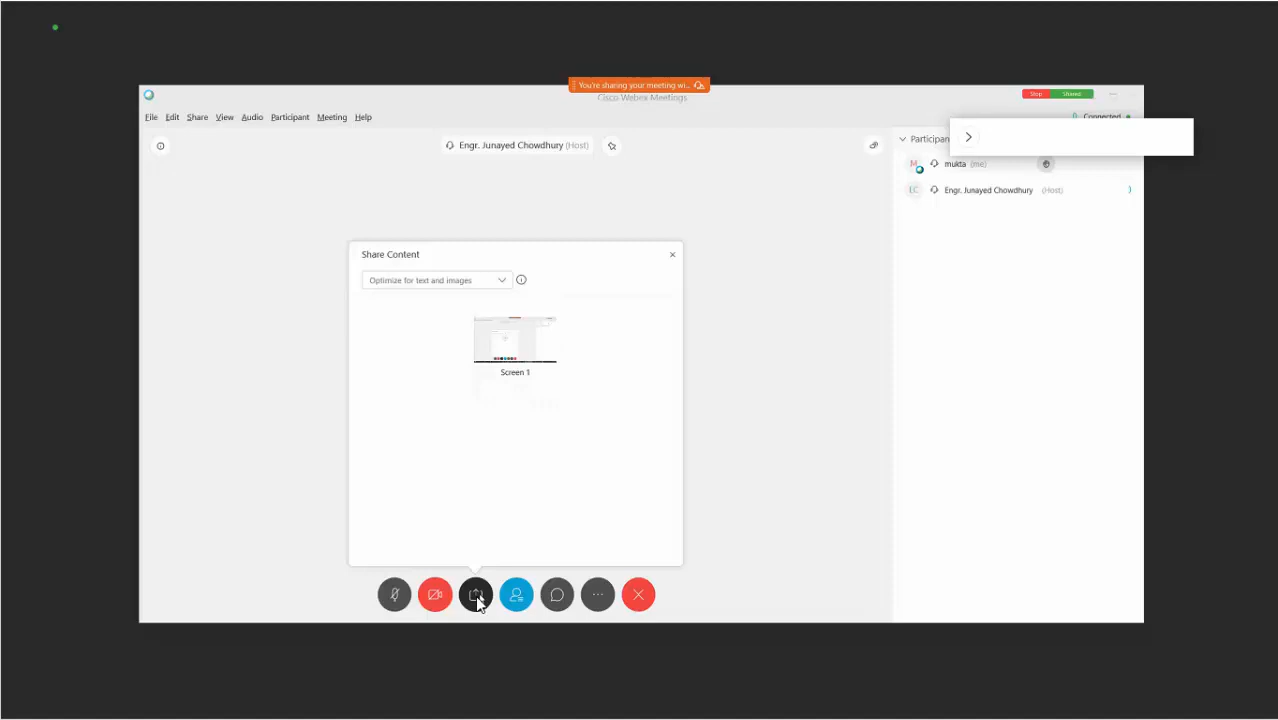 You're sharing your meeting wi...
Cisco Webex Meetings
Stop Shared
File Edit Share View Audio Participant Meeting Help
Connected
Engr. Junayed Chowdhury (Host)
Participan
M mukta (me)
EC Engr. Junayed Chowdhury (Host)
Share Content
Optimize for text and images
Screen 1